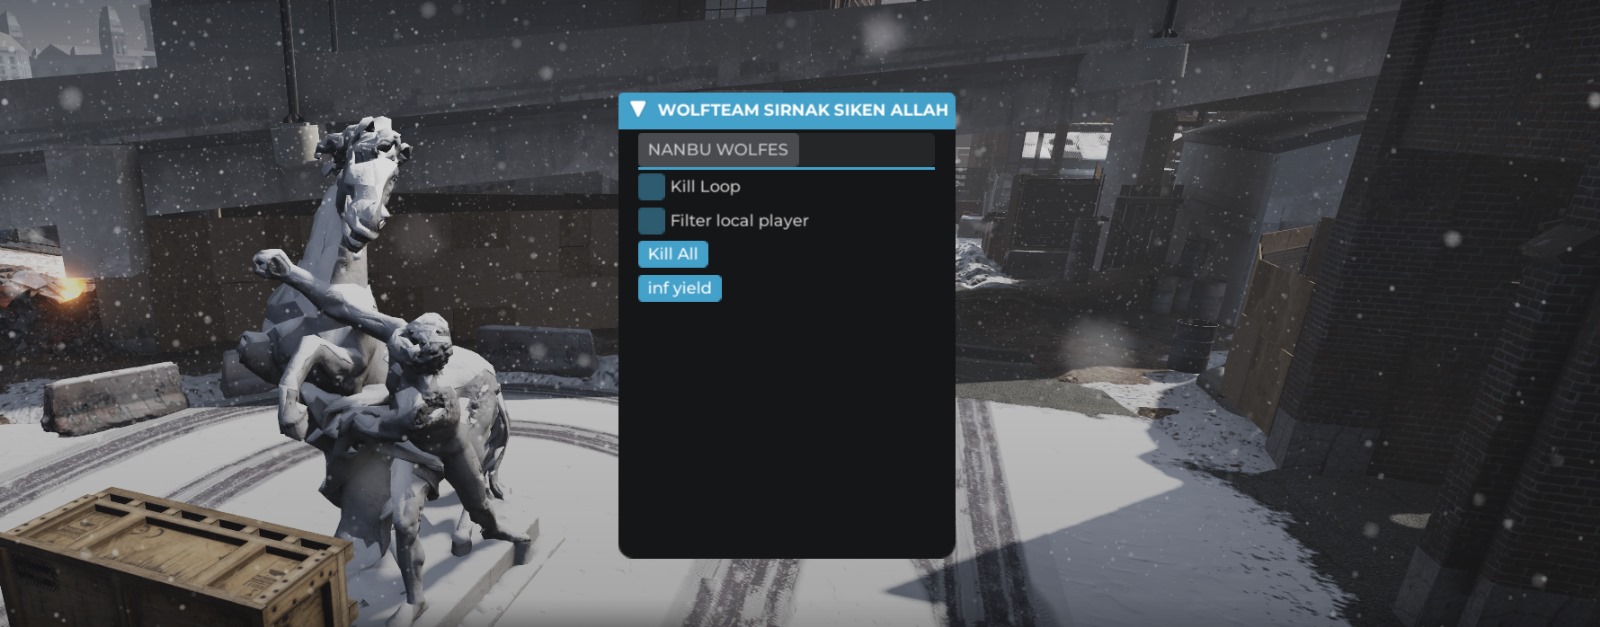 WOLFTEAM SIRNAK SIKEN ALLAH
NANBU WOLFES
Kill Loop
Filter local player
Kill All
inf yield